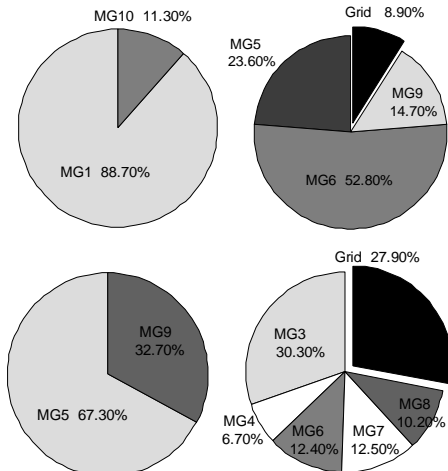 MG10 11.30%
MG1 88.70%
Grid 8.90%
MG5
23.60%
MG9
14.70%
MG6 52.80%
MG9
32.70%
MG5 67.30%
Grid 27.90%
MG3
30.30%
MG8
10.20%
MG4
6.70%
MG6
12.40%
MG7
12.50%